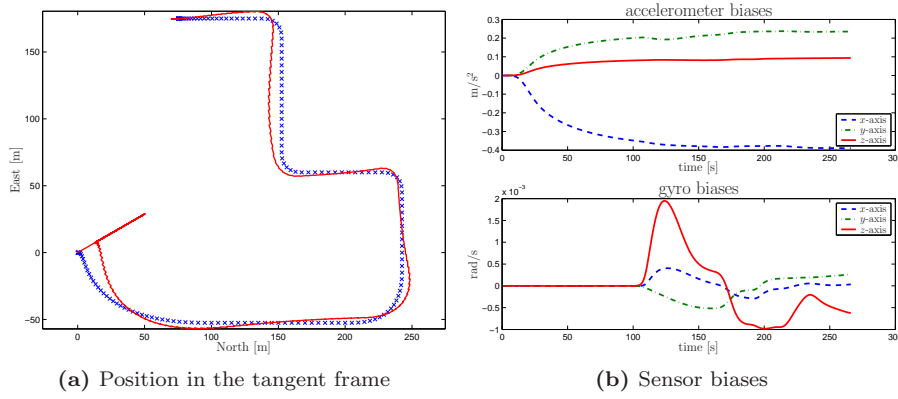 150
100
50
0
−50
East [m]
0
50
100
150
200
250
North [m]
(a) Position in the tangent frame
accelerometer biases
0.3
0.2
0.1
0
−0.1
−0.2
−0.3
−0.4
m/s²
0
50
100
150
200
250
30
time [s]
x-axis
y-axis
z-axis
gyro biases
x 10⁻³
2
1.5
1
0.5
0
−0.5
−1
rad/s
0
50
100
150
200
250
30
time [s]
x-axis
y-axis
z-axis
(b) Sensor biases